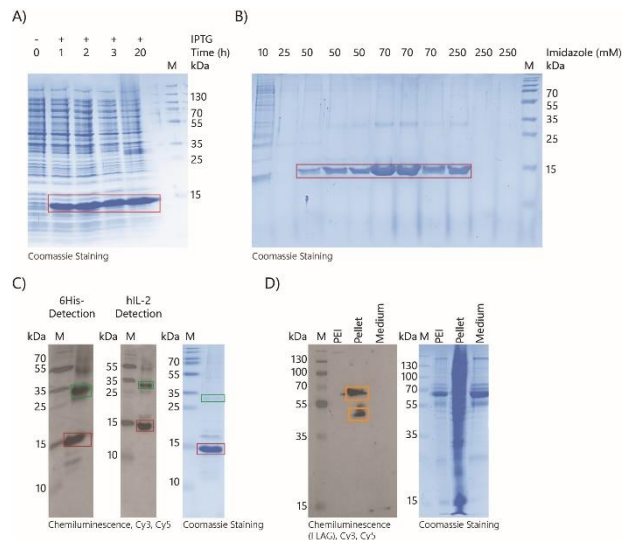 A)
- + + + + IPTG
0 1 2 3 20 Time (h)
M kDa
130
70
55
35
25
15
Coomassie Staining
B)
10 25 50 50 50 70 70 70 250 250 250 Imidazole (mM)
M kDa
70
55
35
25
15
Coomassie Staining
C)
6His-
Detection
hIL-2
Detection
kDa M kDa M kDa M
70
55
35
25
15
10
55
35
25
15
10
70
55
35
25
15
10
Chemiluminescence, Cy3, Cy5
Coomassie Staining
D)
kDa M PEI Pellet Medium
130
100
70
55
35
15
Chemiluminescence
(FLAG), Cy3, Cy5
kDa M PEI Pellet Medium
130
100
70
55
35
15
Coomassie Staining